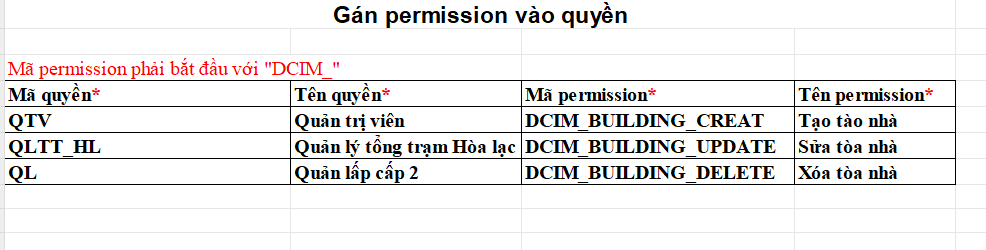 Gán permission vào quyền
Mã permission phải bắt đầu với "DCIM_"
Mã quyền* Tên quyền* Mã permission* Tên permission*
QTV Quản trị viên DCIM_BUILDING_CREAT Tạo tào nhà
QLTT_HL Quản lý tổng trạm Hòa lạc DCIM_BUILDING_UPDATE Sửa tòa nhà
QL Quản lấp cấp 2 DCIM_BUILDING_DELETE Xóa tòa nhà